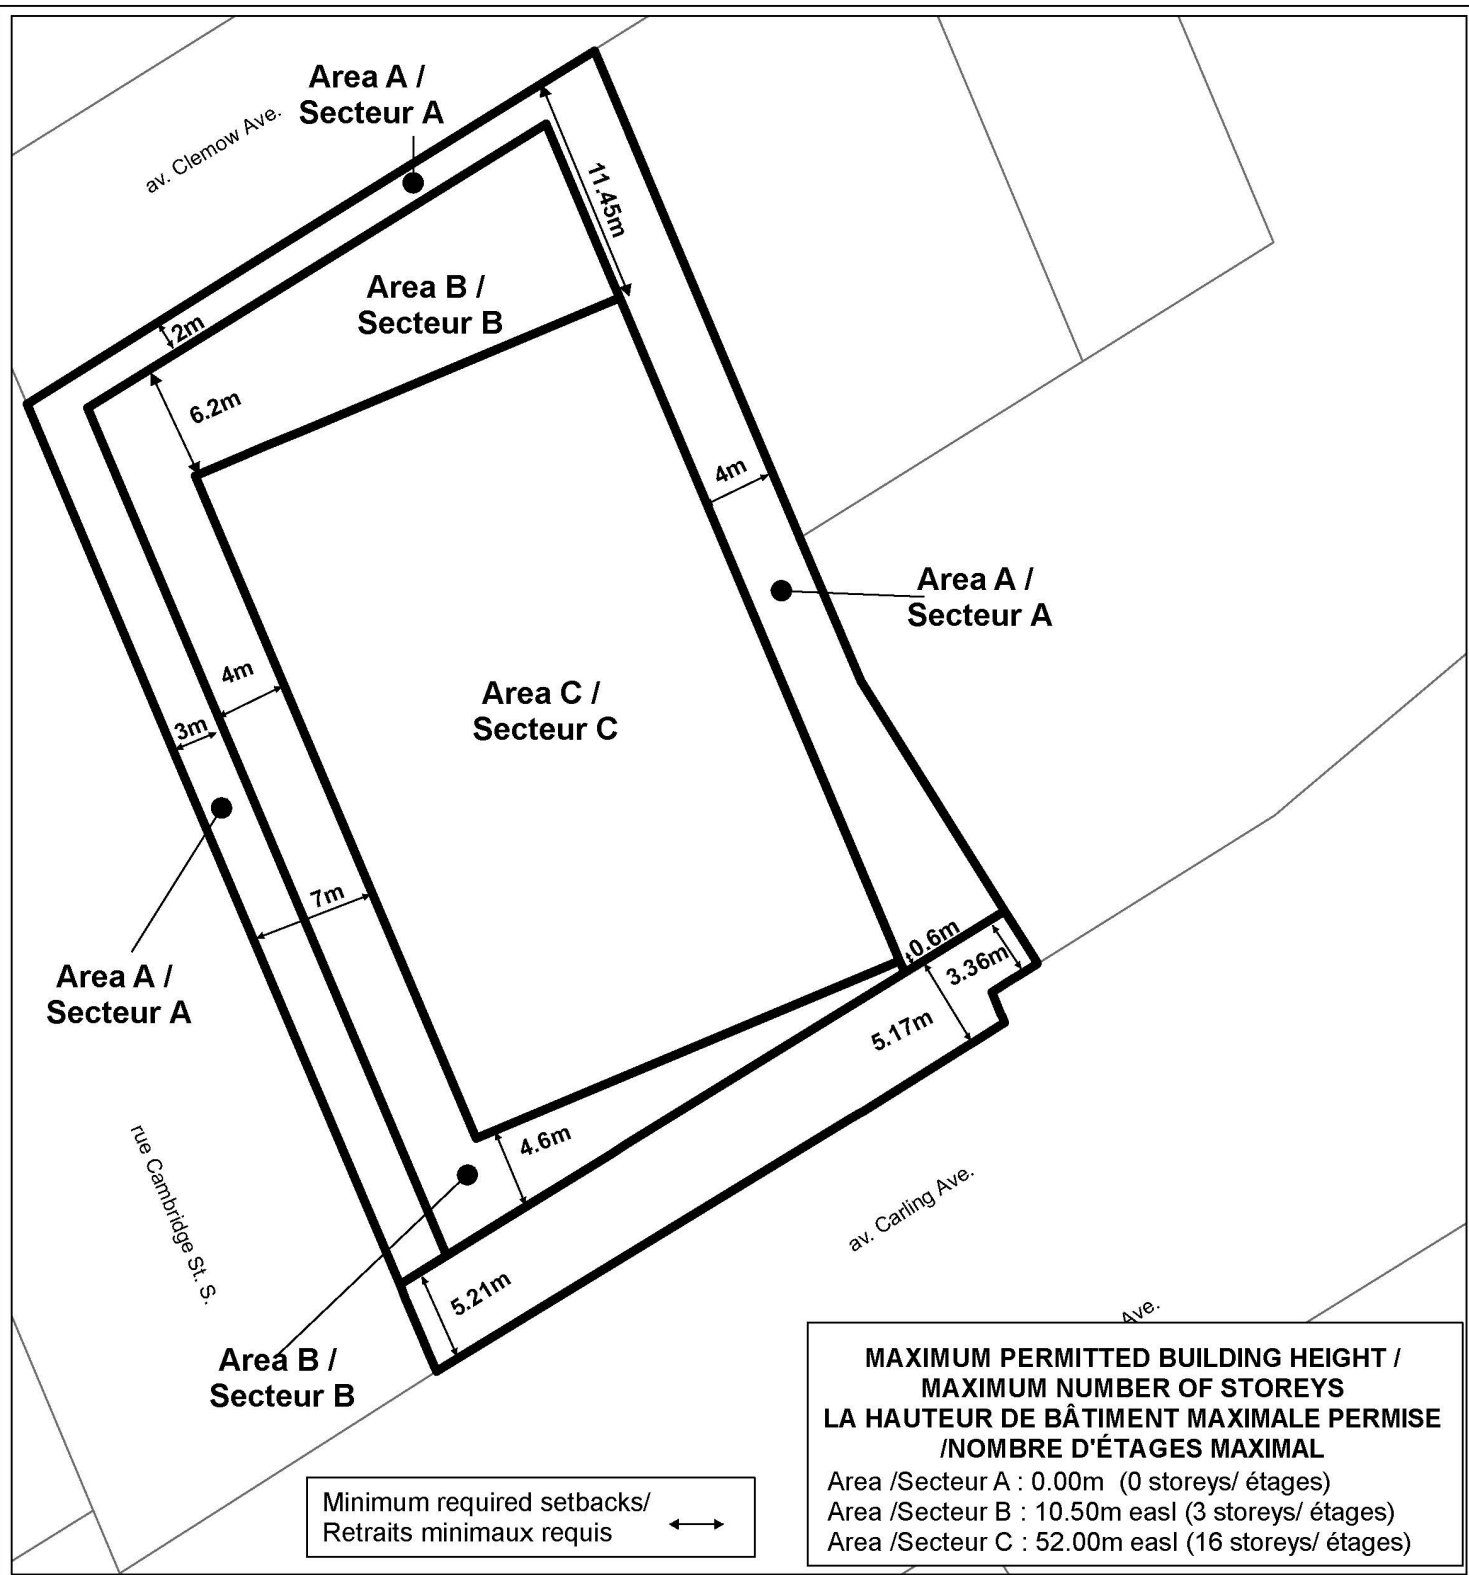 Area A /
Secteur A
av. Clemow Ave.
11.45m
Area B /
Secteur B
2m
6.2m
4m
Area A /
Secteur A
4m
Area C /
Secteur C
3m
7m
0.6m
3.36m
Area A /
Secteur A
5.17m
4.6m
rue Cambridge St. S.
av. Carling Ave.
5.21m
Ave.
Area B /
Secteur B
MAXIMUM PERMITTED BUILDING HEIGHT /
MAXIMUM NUMBER OF STOREYS
LA HAUTEUR DE BÂTIMENT MAXIMALE PERMISE
/NOMBRE D'ÉTAGES MAXIMAL
Area /Secteur A : 0.00m (0 storeys/ étages)
Area /Secteur B : 10.50m easl (3 storeys/ étages)
Area /Secteur C : 52.00m easl (16 storeys/ étages)
Minimum required setbacks/
Retraits minimaux requis